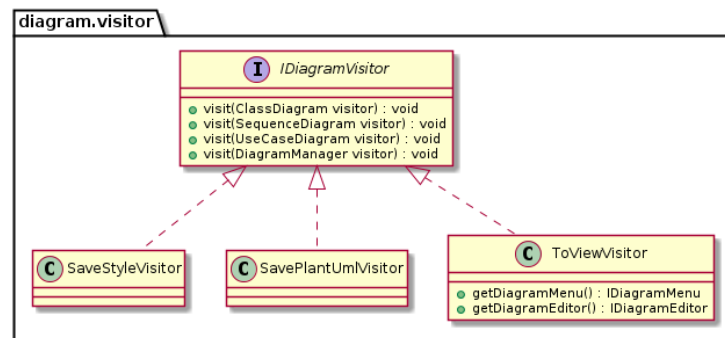 diagram.visitor
I IDiagramVisitor
visit(ClassDiagram visitor) : void
visit(SequenceDiagram visitor) : void
visit(UseCaseDiagram visitor) : void
visit(DiagramManager visitor) : void
C SaveStyleVisitor
C SavePlantUmlVisitor
C ToViewVisitor
getDiagramMenu() : IDiagramMenu
getDiagramEditor() : IDiagramEditor